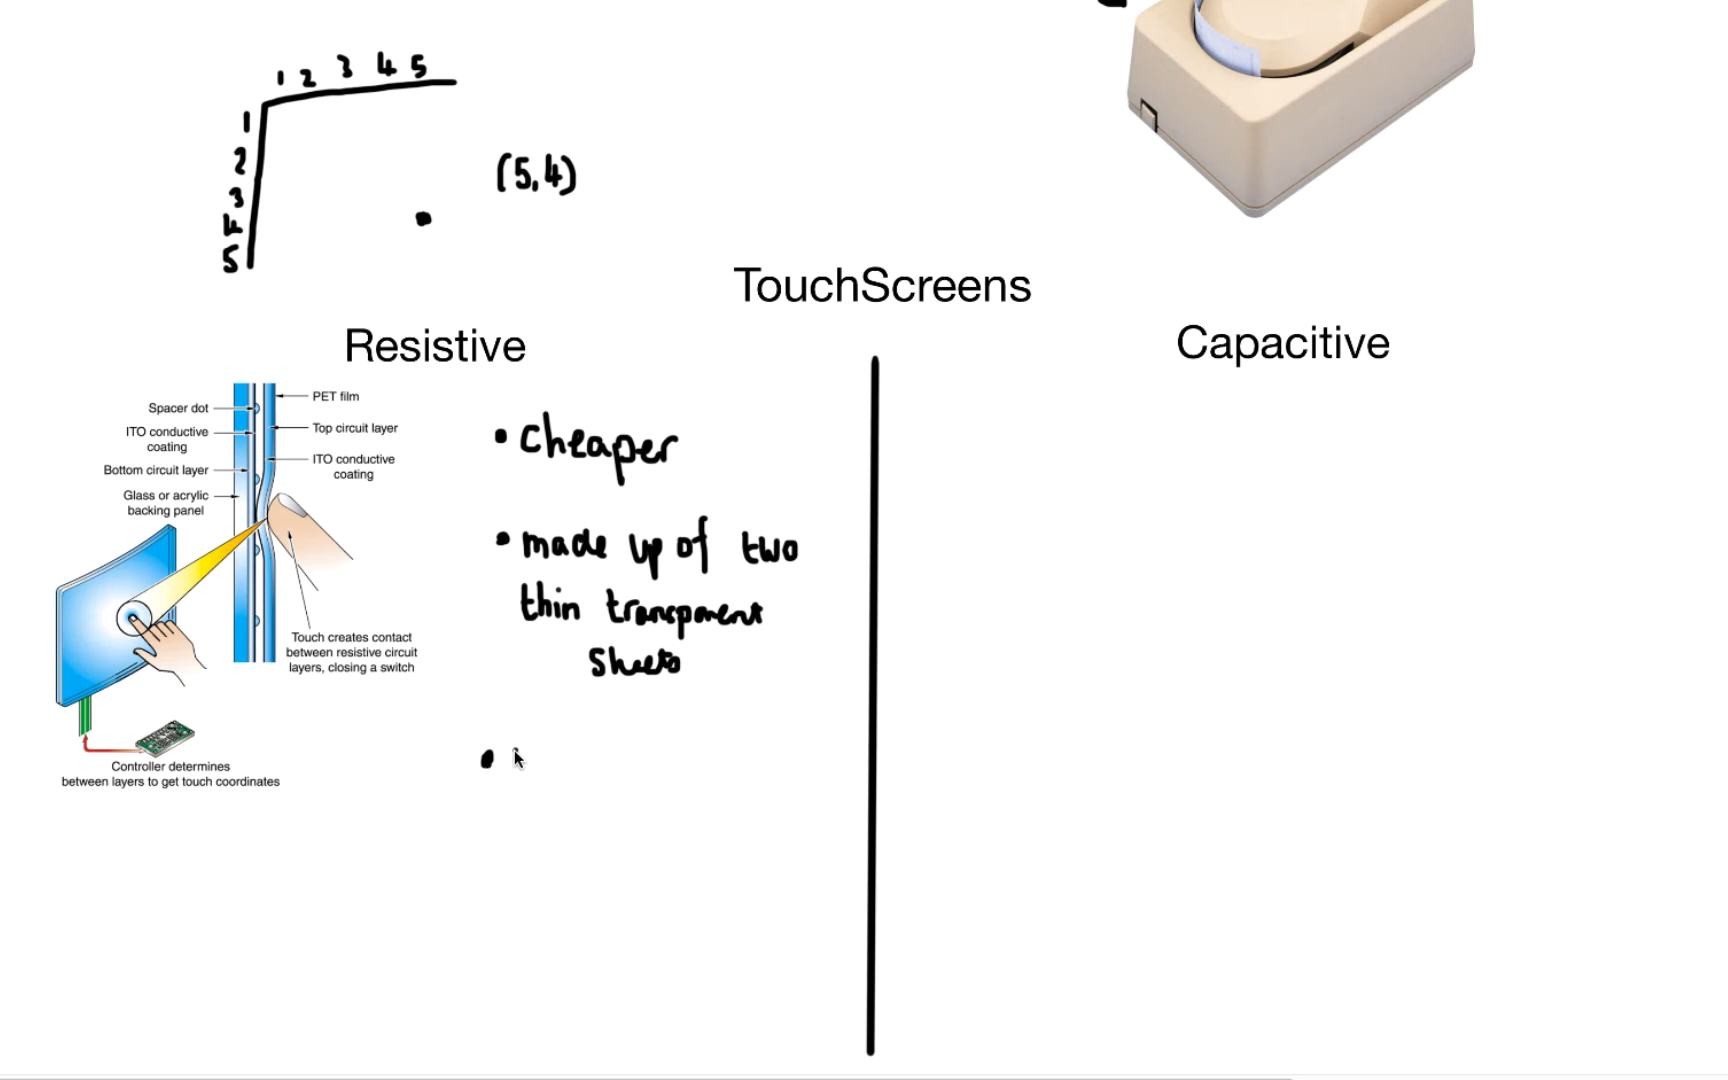 1 2 3 4 5
1
2
3
4
5
(5,4)
TouchScreens
Resistive
Capacitive
Spacer dot
ITO conductive
coating
Bottom circuit layer
Glass or acrylic
backing panel
PET film
Top circuit layer
ITO conductive
coating
Touch creates contact
between resistive circuit
layers, closing a switch
Controller determines
between layers to get touch coordinates
• cheaper
• made up of two
thin transparent
sheets
•